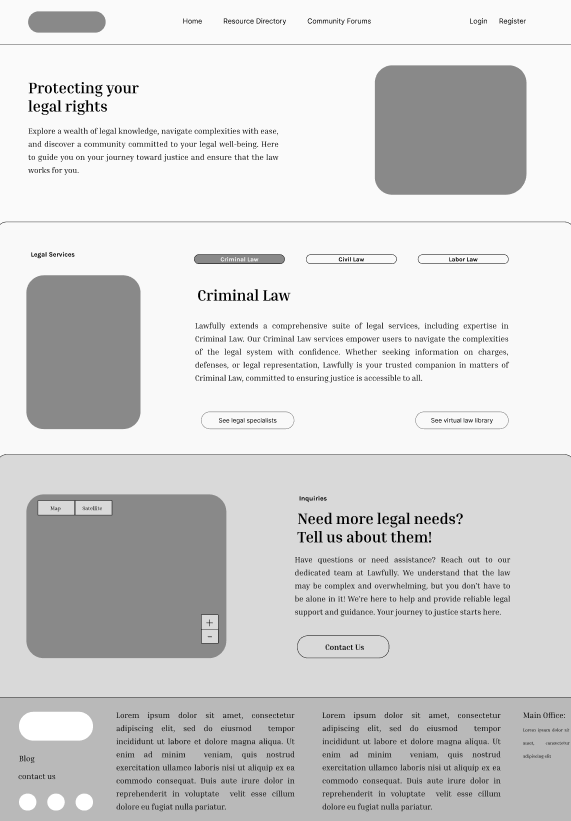 Home Resource Directory Community Forums Login Register
Protecting your
legal rights
Explore a wealth of legal knowledge, navigate complexities with ease,
and discover a community committed to your legal well-being. Here
to guide you on your journey toward justice and ensure that the law
works for you.
Legal Services
Criminal Law Civil Law Labor Law
Criminal Law
Lawfully extends a comprehensive suite of legal services, including expertise in
Criminal Law. Our Criminal Law services empower users to navigate the complexities
of the legal system with confidence. Whether seeking information on charges,
defenses, or legal representation, Lawfully is your trusted companion in matters of
Criminal Law, committed to ensuring justice is accessible to all.
See legal specialists See virtual law library
Map Satellite
+
-
Inquiries
Need more legal needs?
Tell us about them!
Have questions or need assistance? Reach out to our
dedicated team at Lawfully. We understand that the law
may be complex and overwhelming, but you don't have to
be alone in it! We're here to help and provide reliable legal
support and guidance. Your journey to justice starts here.
Contact Us
Blog
contact us
Lorem ipsum dolor sit amet, consectetur
adipiscing elit, sed do eiusmod tempor
incididunt ut labore et dolore magna aliqua. Ut
enim ad minim veniam, quis nostrud
exercitation ullamco laboris nisi ut aliquip ex ea
commodo consequat. Duis aute irure dolor in
reprehenderit in voluptate velit esse cillum
dolore eu fugiat nulla pariatur.
Lorem ipsum dolor sit amet, consectetur
adipiscing elit, sed do eiusmod tempor
incididunt ut labore et dolore magna aliqua. Ut
enim ad minim veniam, quis nostrud
exercitation ullamco laboris nisi ut aliquip ex ea
commodo consequat. Duis aute irure dolor in
reprehenderit in voluptate velit esse cillum
dolore eu fugiat nulla pariatur.
Main Office:
Lorem ipsum dolor sit
amet, consectetur
adipiscing elit